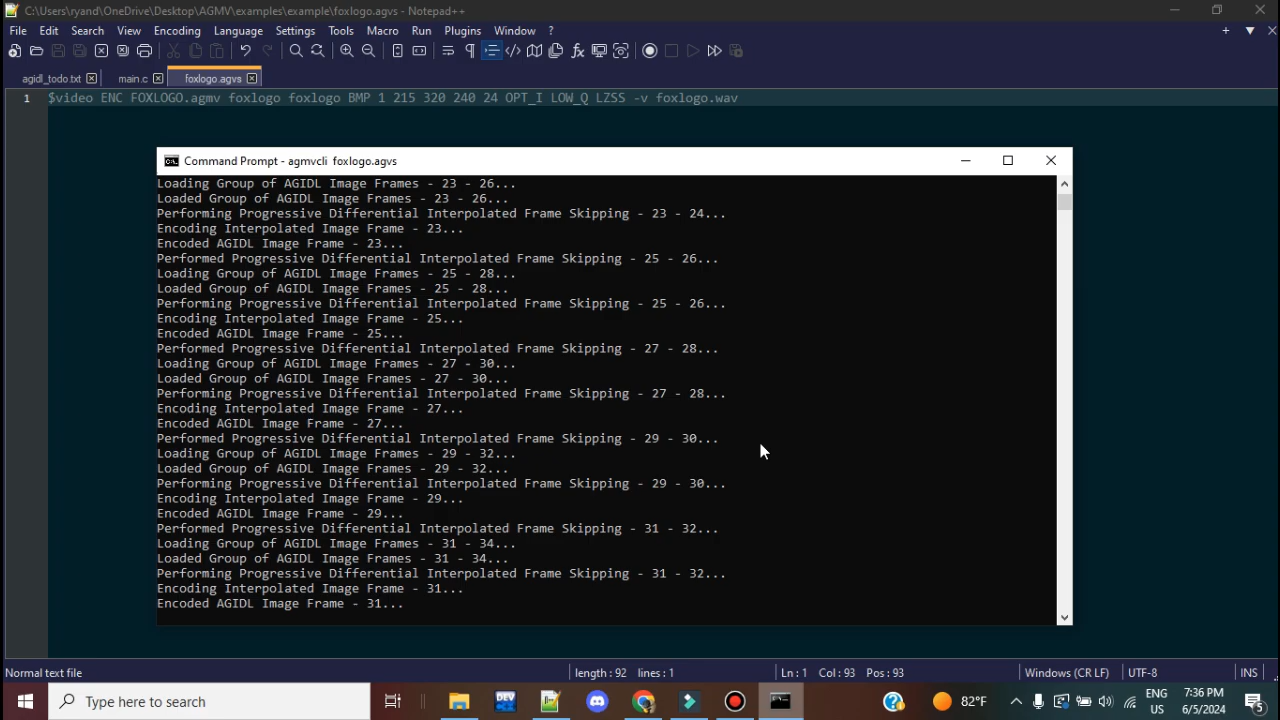 C:\Users\ryand\OneDrive\Desktop\AGMV\examples\example\foxlogo.agvs - Notepad++
File Edit Search View Encoding Language Settings Tools Macro Run Plugins Window ?
agidl_todo.txt main.c foxlogo.agvs
1 $video ENC FOXLOGO.agmv foxlogo foxlogo BMP 1 215 320 240 24 OPT_I LOW_Q LZSS -v foxlogo.wav
Command Prompt - agmvcli foxlogo.agvs
Loading Group of AGIDL Image Frames - 23 - 26...
Loaded Group of AGIDL Image Frames - 23 - 26...
Performing Progressive Differential Interpolated Frame Skipping - 23 - 24...
Encoding Interpolated Image Frame - 23...
Encoded AGIDL Image Frame - 23...
Performed Progressive Differential Interpolated Frame Skipping - 25 - 26...
Loading Group of AGIDL Image Frames - 25 - 28...
Loaded Group of AGIDL Image Frames - 25 - 28...
Performing Progressive Differential Interpolated Frame Skipping - 25 - 26...
Encoding Interpolated Image Frame - 25...
Encoded AGIDL Image Frame - 25...
Performed Progressive Differential Interpolated Frame Skipping - 27 - 28...
Loading Group of AGIDL Image Frames - 27 - 30...
Loaded Group of AGIDL Image Frames - 27 - 30...
Performing Progressive Differential Interpolated Frame Skipping - 27 - 28...
Encoding Interpolated Image Frame - 27...
Encoded AGIDL Image Frame - 27...
Performed Progressive Differential Interpolated Frame Skipping - 29 - 30...
Loading Group of AGIDL Image Frames - 29 - 32...
Loaded Group of AGIDL Image Frames - 29 - 32...
Performing Progressive Differential Interpolated Frame Skipping - 29 - 30...
Encoding Interpolated Image Frame - 29...
Encoded AGIDL Image Frame - 29...
Performed Progressive Differential Interpolated Frame Skipping - 31 - 32...
Loading Group of AGIDL Image Frames - 31 - 34...
Loaded Group of AGIDL Image Frames - 31 - 34...
Performing Progressive Differential Interpolated Frame Skipping - 31 - 32...
Encoding Interpolated Image Frame - 31...
Encoded AGIDL Image Frame - 31...
Normal text file length : 92 lines : 1 Ln : 1 Col : 93 Pos : 93 Windows (CR LF) UTF-8 INS
Type here to search DEV 82°F ENG US 7:36 PM 6/5/2024 5